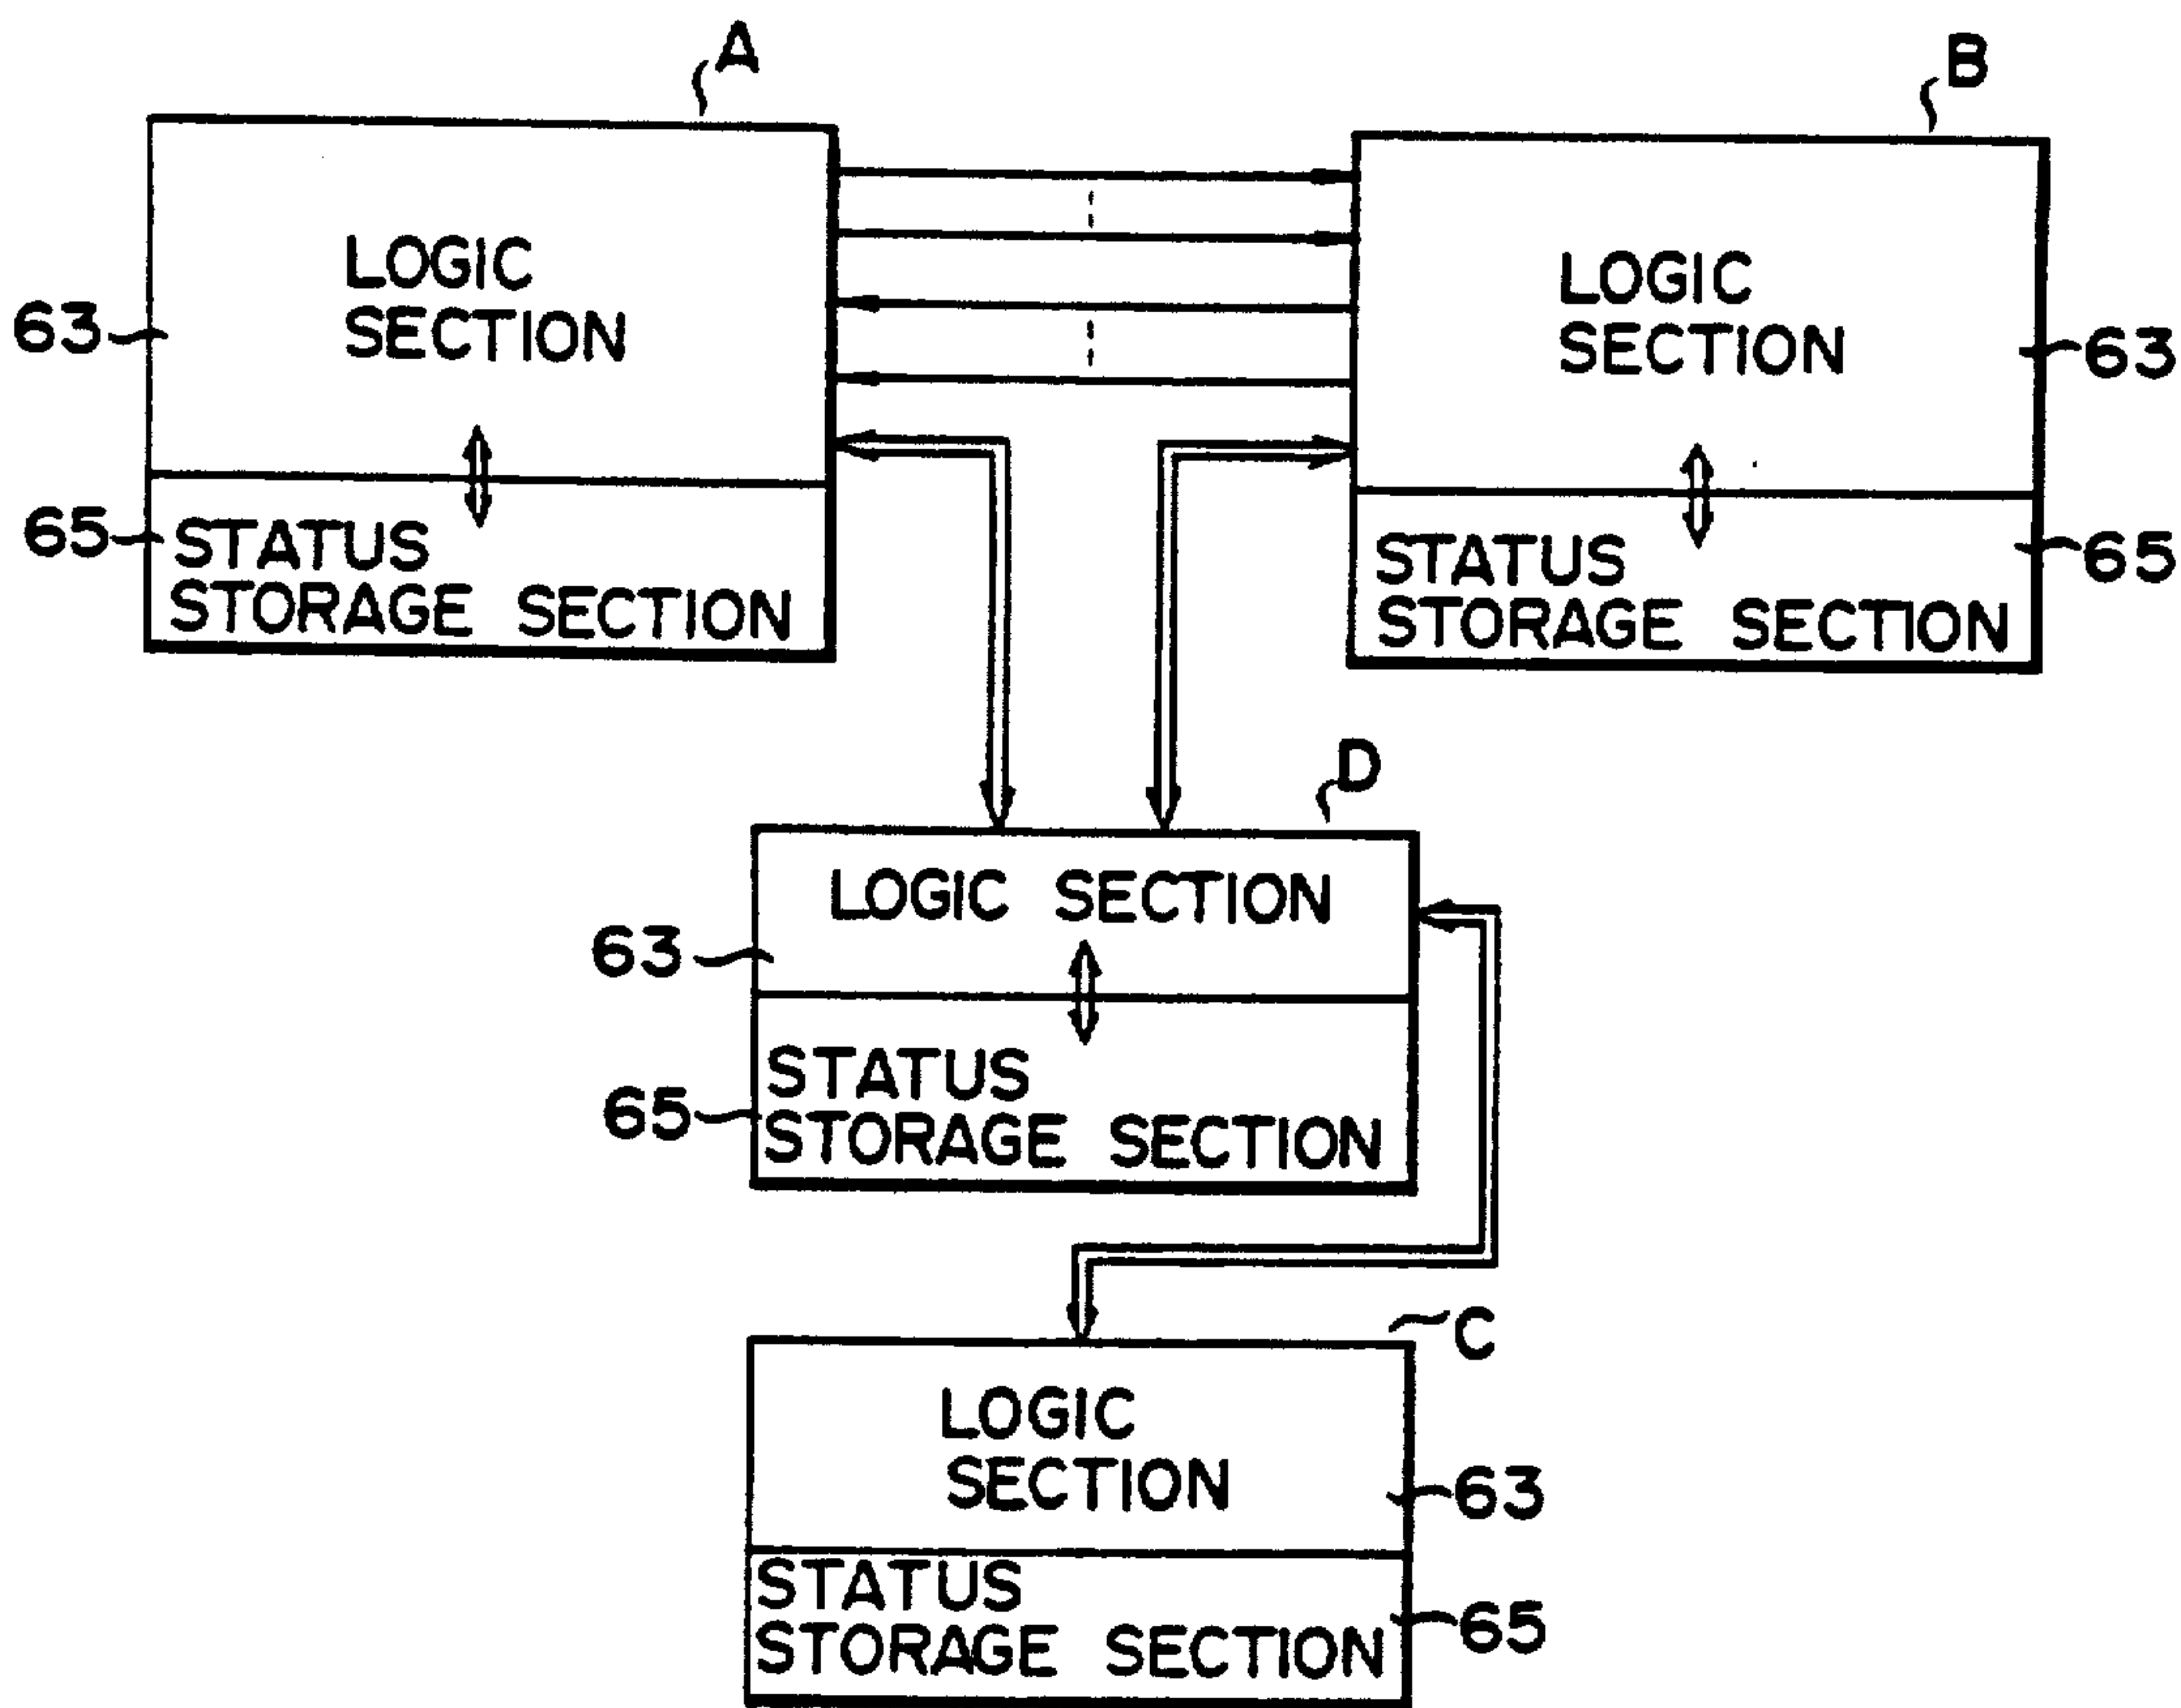 A
B
LOGIC
SECTION
63
LOGIC
SECTION
63
65
STATUS
STORAGE SECTION
STATUS
STORAGE SECTION
65
D
LOGIC SECTION
63
STATUS
STORAGE SECTION
65
C
LOGIC
SECTION
63
STATUS
STORAGE SECTION
65